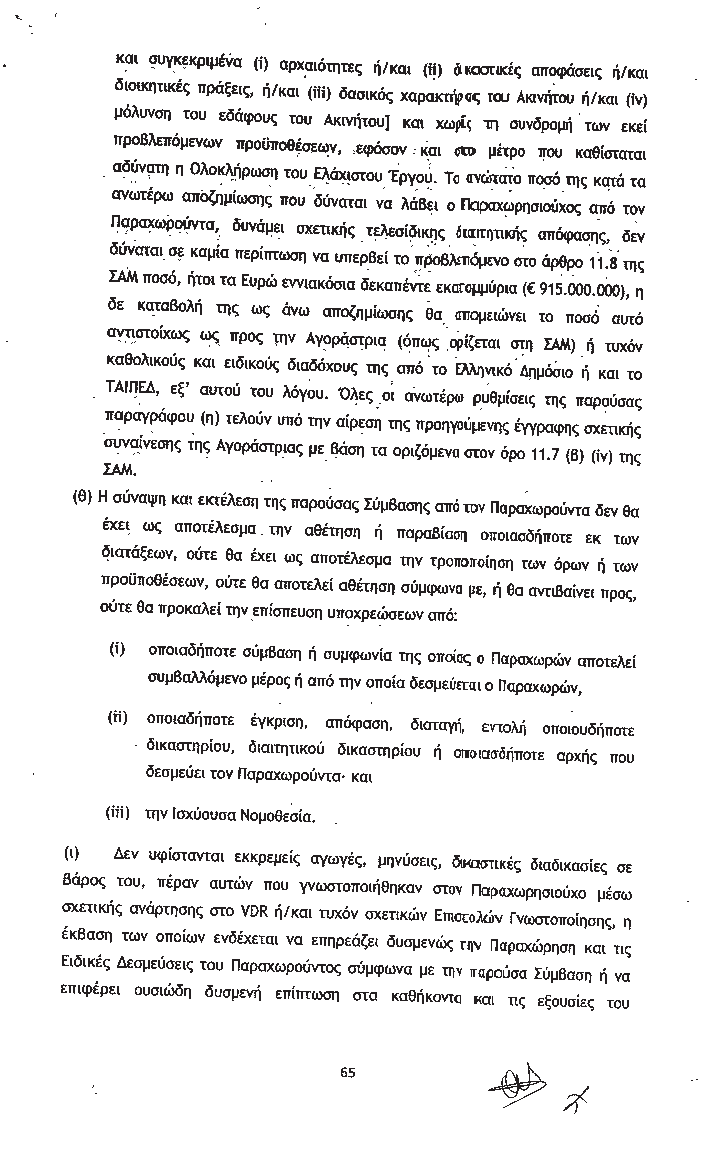 και συγκεκριμένα (i) αρχαιότητες ή/και (ii) δικαστικές αποφάσεις ή/και
διοικητικές πράξεις, ή/και (iii) δασικός χαρακτήρας του Ακινήτου ή/και (iv)
μόλυνση του εδάφους του Ακινήτου] και χωρίς τη συνδρομή των εκεί
προβλεπόμενων προϋποθέσεων, εφόσον και στο μέτρο που καθίσταται
αδύνατη η Ολοκλήρωση του Ελάχιστου Έργου. Το ανώτατο ποσό της κατά τα
ανωτέρω αποζημίωσης που δύναται να λάβει ο Παραχωρησιούχος από τον
Παραχωρούντα, δυνάμει σχετικής τελεσίδικης διαιτητικής απόφασης, δεν
δύναται σε καμία περίπτωση να υπερβεί το προβλεπόμενο στο άρθρο 11.8 της
ΣΑΜ ποσό, ήτοι τα Ευρώ εννιακόσια δεκαπέντε εκατομμύρια (€ 915.000.000), η
δε καταβολή της ως άνω αποζημίωσης θα απομειώνει το ποσό αυτό
αντιστοίχως ως προς την Αγοράστρια (όπως ορίζεται στη ΣΑΜ) ή τυχόν
καθολικούς και ειδικούς διαδόχους της από το Ελληνικό Δημόσιο ή και το
ΤΑΙΠΕΔ, εξ' αυτού του λόγου. Όλες οι ανωτέρω ρυθμίσεις της παρούσας
παραγράφου (η) τελούν υπό την αίρεση της προηγούμενης έγγραφης σχετικής
συναίνεσης της Αγοράστριας με βάση τα οριζόμενα στον όρο 11.7 (β) (iv) της
ΣΑΜ.
(θ) Η σύναψη και εκτέλεση της παρούσας Σύμβασης από τον Παραχωρούντα δεν θα
έχει ως αποτέλεσμα την αθέτηση ή παραβίαση οποιασδήποτε εκ των
διατάξεων, ούτε θα έχει ως αποτέλεσμα την τροποποίηση των όρων ή των
προϋποθέσεων, ούτε θα αποτελεί αθέτηση σύμφωνα με, ή θα αντιβαίνει προς,
ούτε θα προκαλεί την επίσπευση υποχρεώσεων από:
(i) οποιαδήποτε σύμβαση ή συμφωνία της οποίας ο Παραχωρών αποτελεί
συμβαλλόμενο μέρος ή από την οποία δεσμεύεται ο Παραχωρών,
(ii) οποιαδήποτε έγκριση, απόφαση, διαταγή, εντολή οποιουδήποτε
δικαστηρίου, διαιτητικού δικαστηρίου ή οποιασδήποτε αρχής που
δεσμεύει τον Παραχωρούντα· και
(iii) την Ισχύουσα Νομοθεσία.
(ι) Δεν υφίστανται εκκρεμείς αγωγές, μηνύσεις, δικαστικές διαδικασίες σε
βάρος του, πέραν αυτών που γνωστοποιήθηκαν στον Παραχωρησιούχο μέσω
σχετικής ανάρτησης στο VDR ή/και τυχόν σχετικών Επιστολών Γνωστοποίησης, η
έκβαση των οποίων ενδέχεται να επηρεάζει δυσμενώς την Παραχώρηση και τις
Ειδικές Δεσμεύσεις του Παραχωρούντος σύμφωνα με την παρούσα Σύμβαση ή να
επιφέρει ουσιώδη δυσμενή επίπτωση στα καθήκοντα και τις εξουσίες του
65